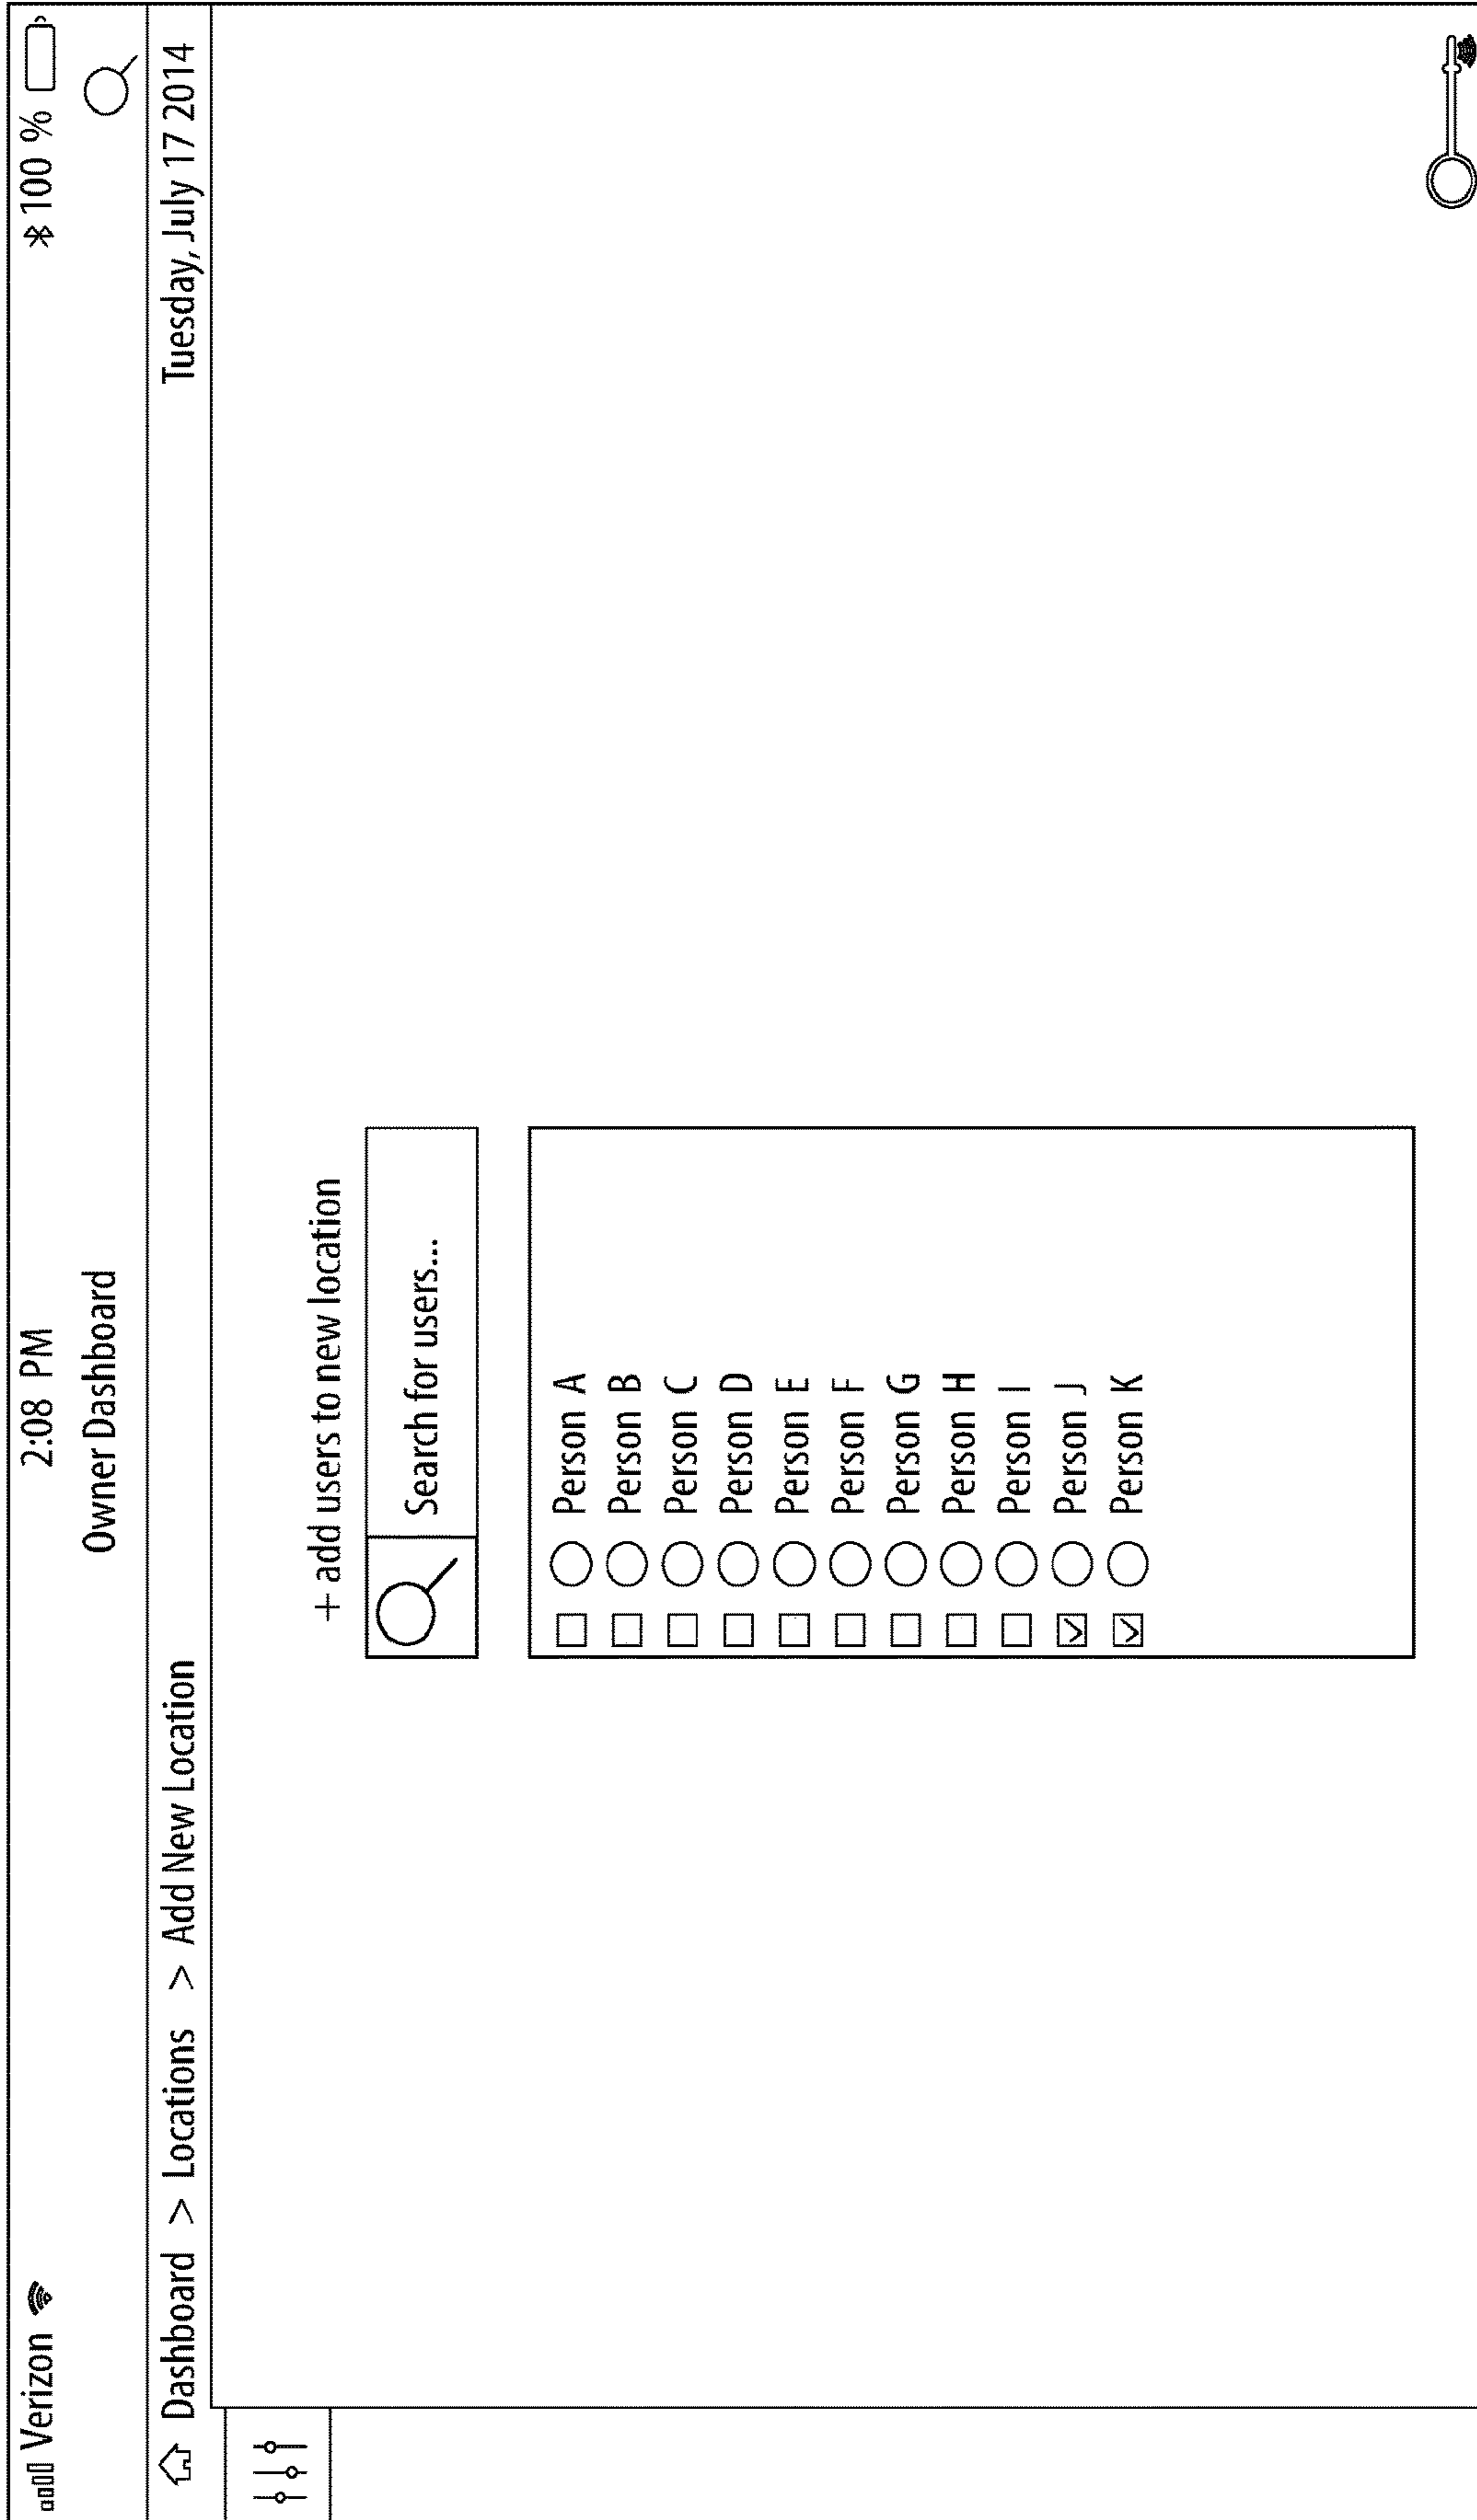 Verizon 2:08 PM 100 %
Owner Dashboard
Dashboard > Locations > Add New Location Tuesday, July 17 2014
+ add users to new location
Search for users...
Person A
Person B
Person C
Person D
Person E
Person F
Person G
Person H
Person I
Person J
Person K